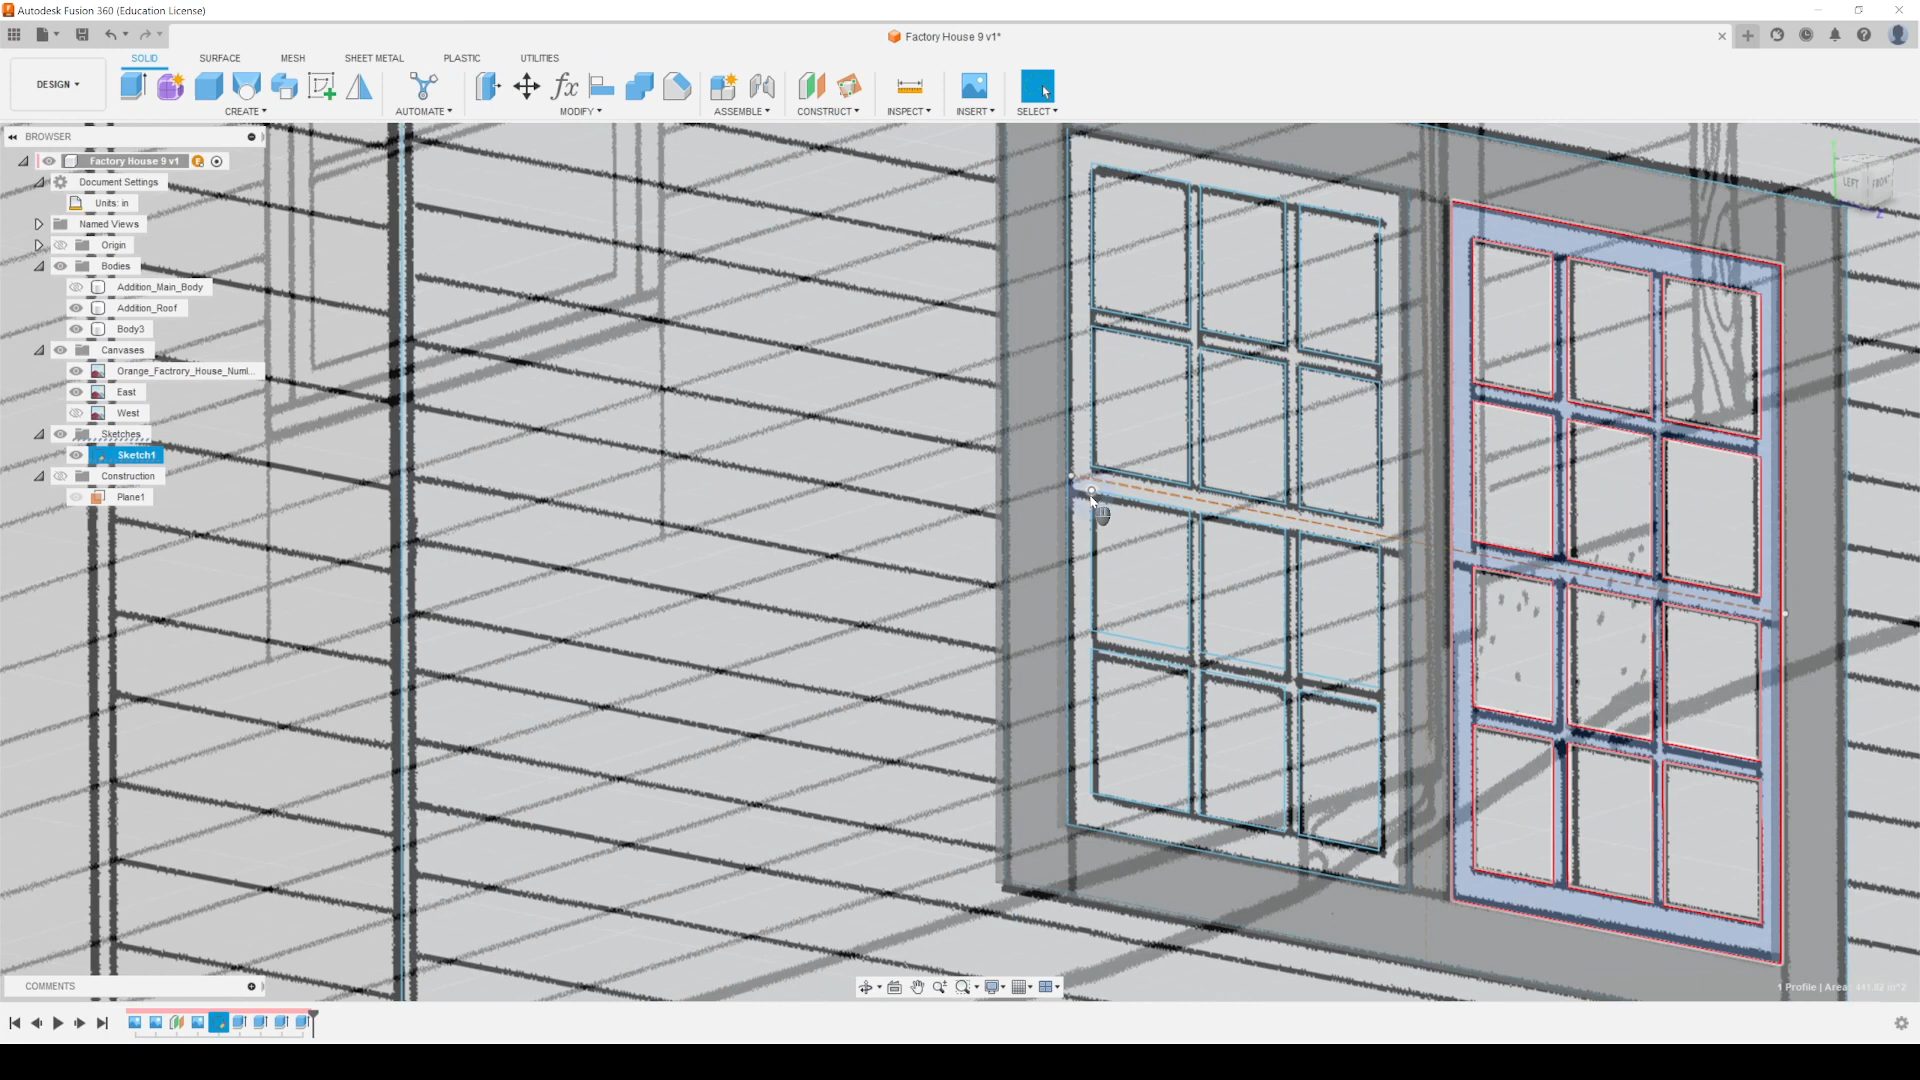 Autodesk Fusion 360 (Education License)
Factory House 9 v1*
SOLID SURFACE MESH SHEET METAL PLASTIC UTILITIES
DESIGN
CREATE AUTOMATE MODIFY ASSEMBLE CONSTRUCT INSPECT INSERT SELECT
BROWSER
Factory House 9 v1
Document Settings
Units: in
Named Views
Origin
Bodies
Addition_Main_Body
Addition_Roof
Body3
Canvases
Orange_Factrory_House_Numl...
East
West
Sketches
Sketch1
Construction
Plane1
LEFT FRONT
Z
COMMENTS
1 Profile | Area